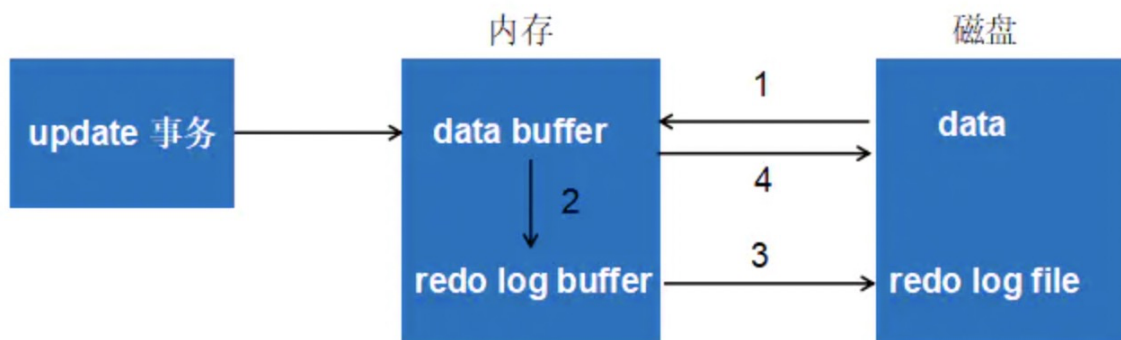 内存
磁盘
update 事务
data buffer
1
data
4
2
redo log buffer
3
redo log file